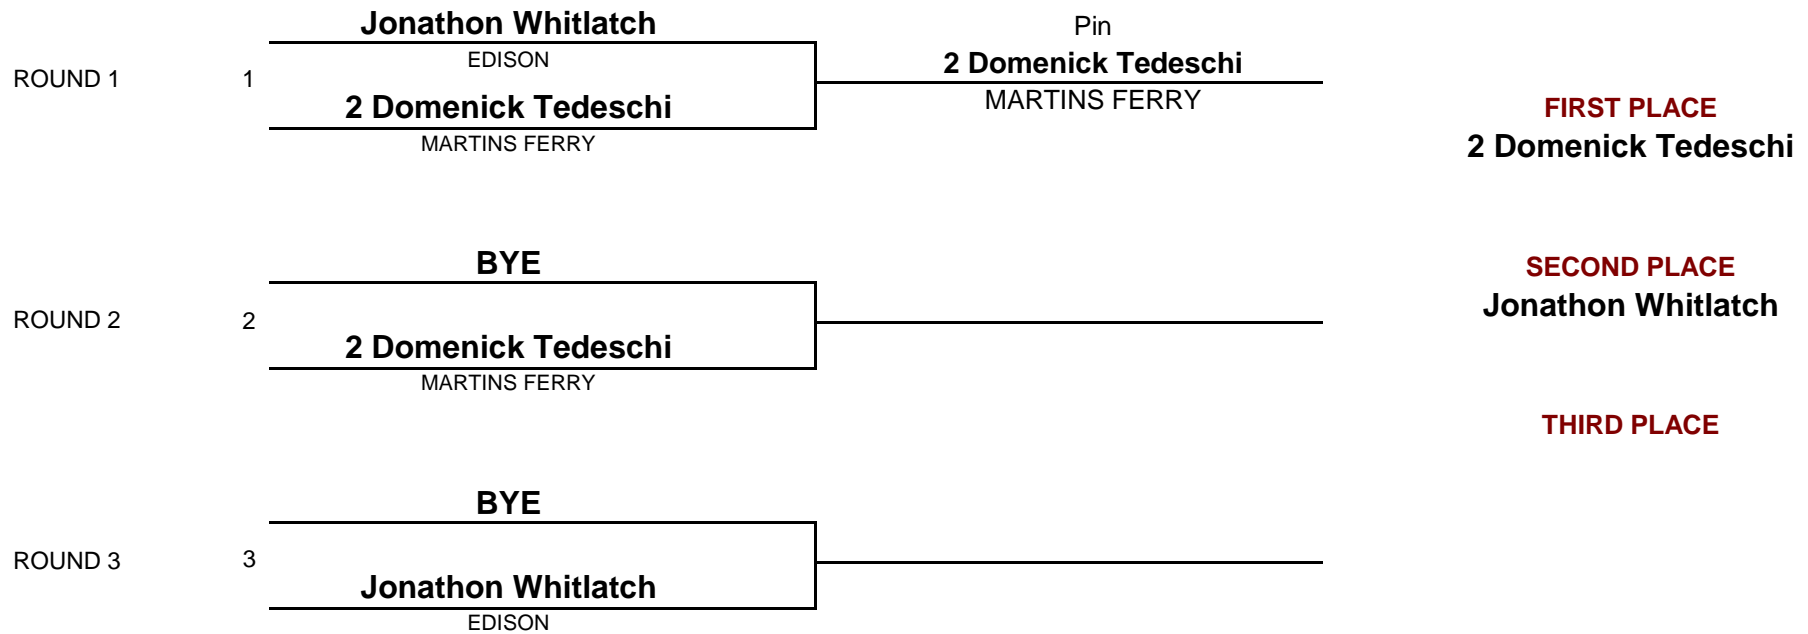 Jonathon Whitlatch
EDISON
ROUND 1
1
2 Domenick Tedeschi
MARTINS FERRY
Pin
2 Domenick Tedeschi
MARTINS FERRY
FIRST PLACE
2 Domenick Tedeschi
BYE
ROUND 2
2
2 Domenick Tedeschi
MARTINS FERRY
SECOND PLACE
Jonathon Whitlatch
THIRD PLACE
BYE
ROUND 3
3
Jonathon Whitlatch
EDISON